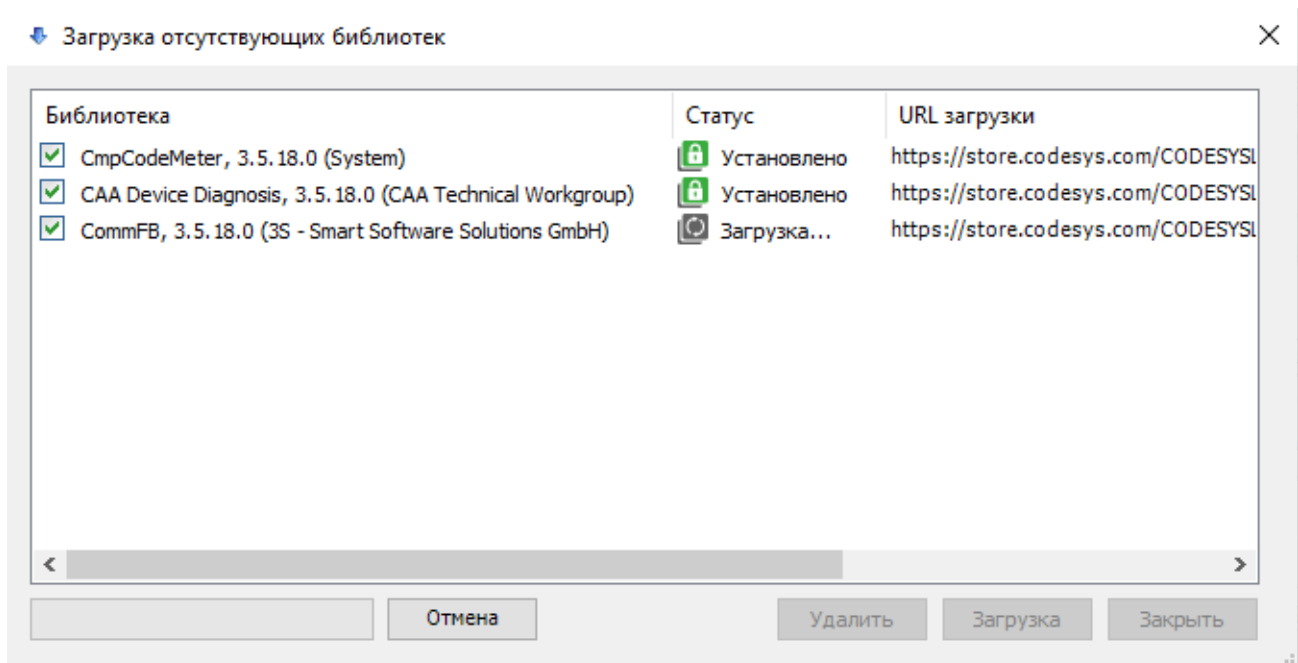 Загрузка отсутствующих библиотек
Библиотека Статус URL загрузки
CmpCodeMeter, 3.5.18.0 (System) Установлено https://store.codesys.com/CODESYSL
CAA Device Diagnosis, 3.5.18.0 (CAA Technical Workgroup) Установлено https://store.codesys.com/CODESYSL
CommFB, 3.5.18.0 (3S - Smart Software Solutions GmbH) Загрузка... https://store.codesys.com/CODESYSL
Отмена Удалить Загрузка Закрыть